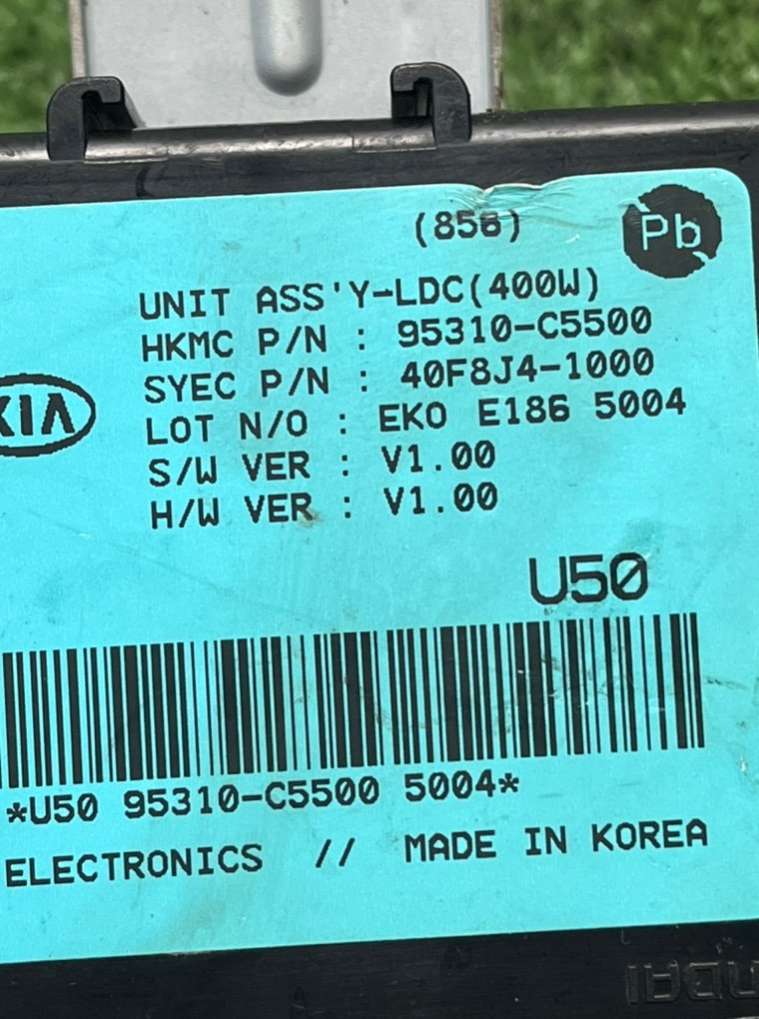 (856)
Pb
UNIT ASS'Y-LDC(400W)
HKMC P/N : 95310-C5500
SYEC P/N : 40F8J4-1000
KIA
LOT N/O : EKO E186 5004
S/W VER : V1.00
H/W VER : V1.00
U50
*U50 95310-C5500 5004*
ELECTRONICS // MADE IN KOREA